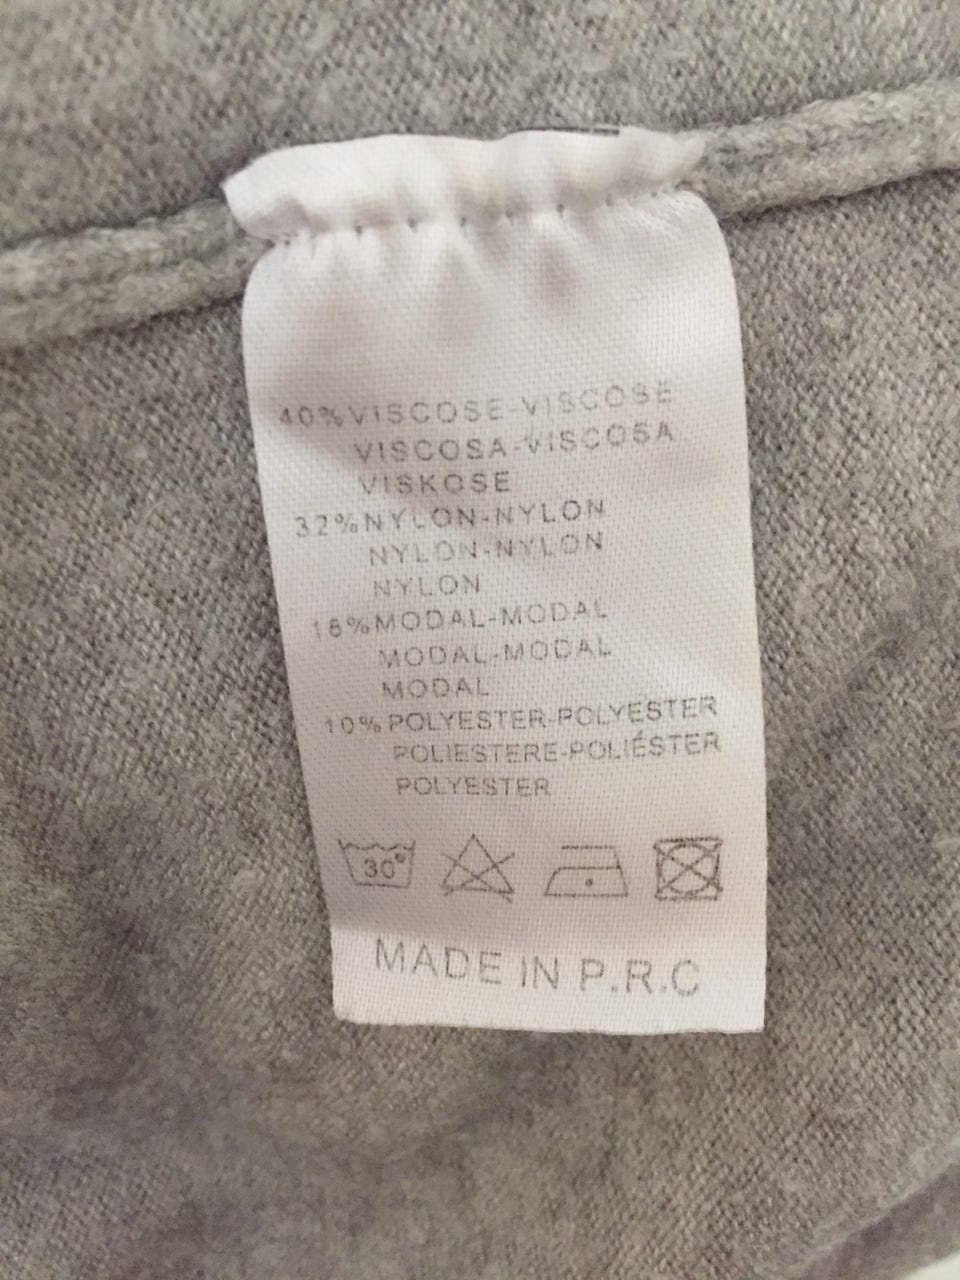 40% VISCOSE-VISCOSE
VISCOSA-VISCOSA
VISKOSE
32% NYLON-NYLON
NYLON-NYLON
NYLON
18% MODAL-MODAL
MODAL-MODAL
MODAL
10% POLYESTER-POLYESTER
POLIESTERE-POLIÉSTER
POLYESTER
30°
MADE IN P.R.C